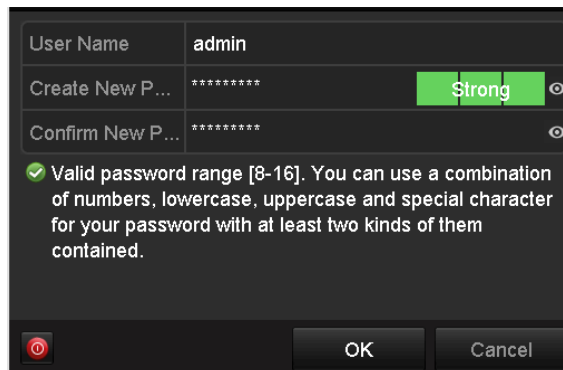 User Name admin
Create New P... ********* Strong
Confirm New P... *********
Valid password range [8-16]. You can use a combination
of numbers, lowercase, uppercase and special character
for your password with at least two kinds of them
contained.
OK Cancel